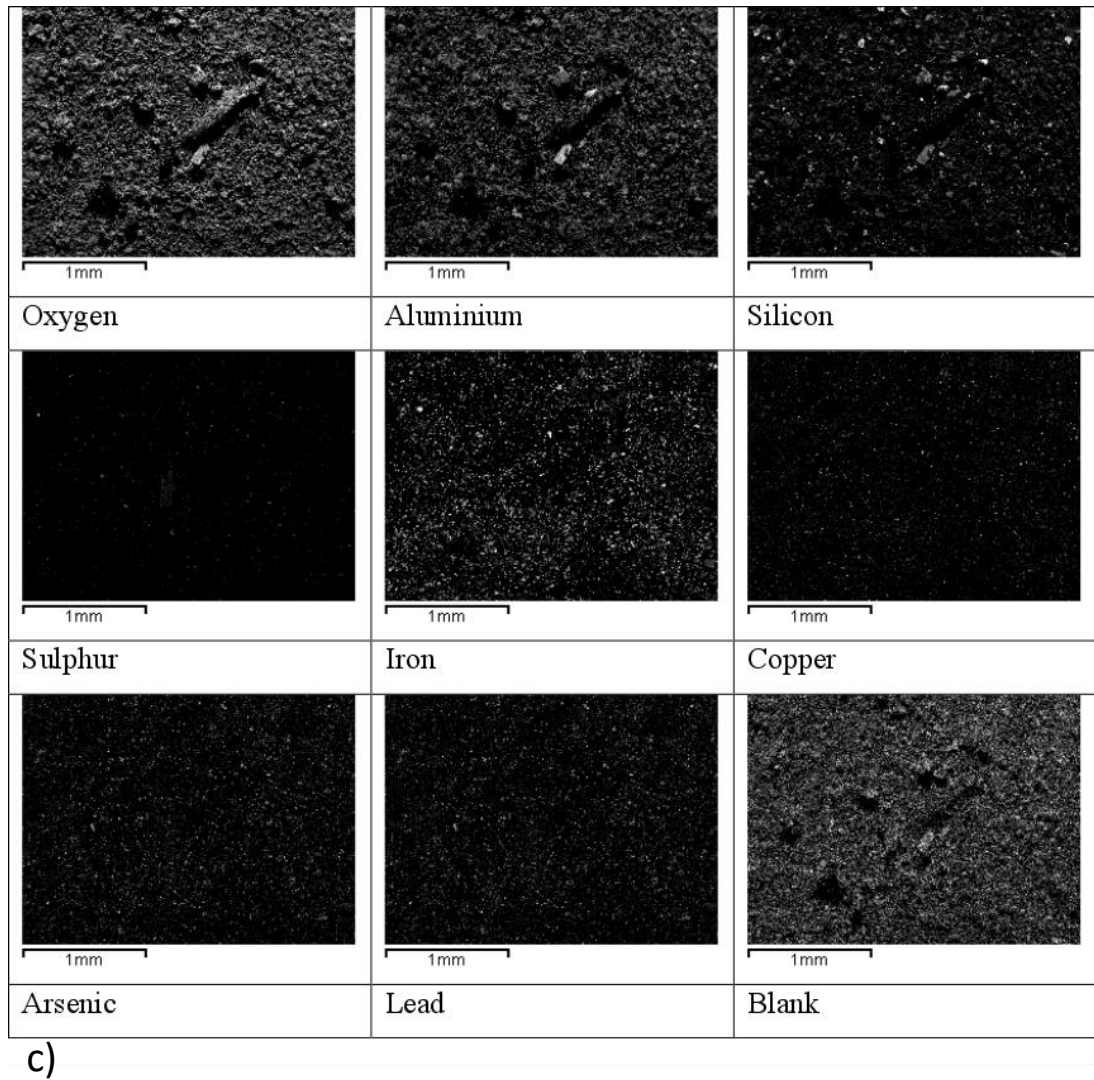 1mm 1mm 1mm
Oxygen Aluminium Silicon
1mm 1mm 1mm
Sulphur Iron Copper
1mm 1mm 1mm
Arsenic Lead Blank
c)